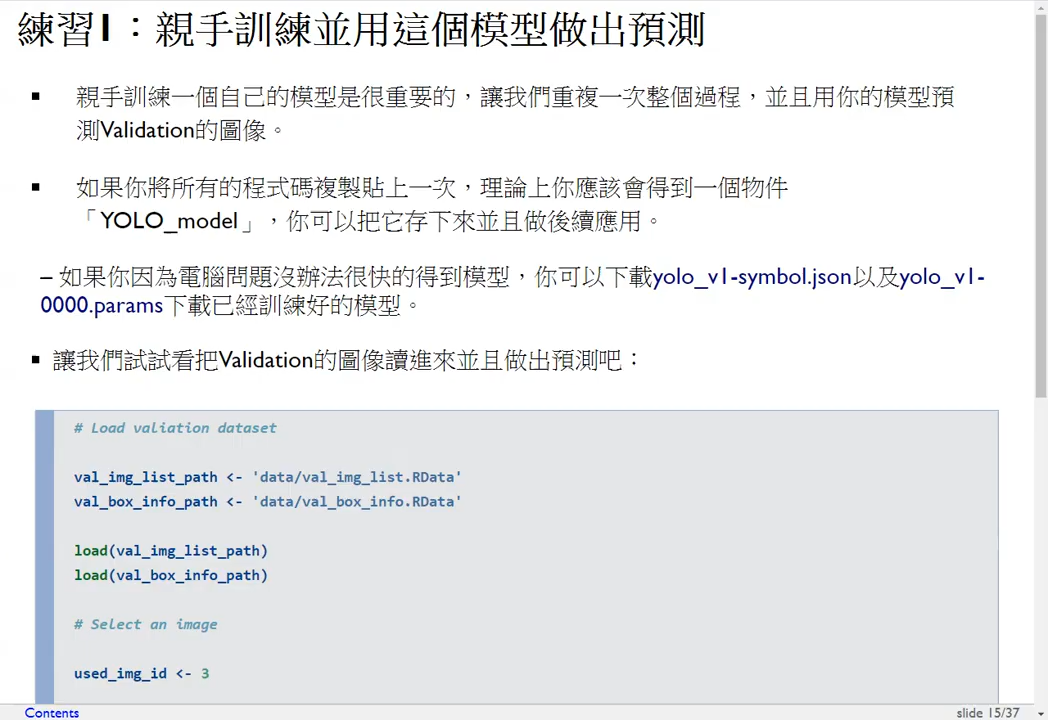 練習1：親手訓練並用這個模型做出預測
▪ 親手訓練一個自己的模型是很重要的，讓我們重複一次整個過程，並且用你的模型預
測Validation的圖像。
▪ 如果你將所有的程式碼複製貼上一次，理論上你應該會得到一個物件
「YOLO_model」，你可以把它存下來並且做後續應用。
– 如果你因為電腦問題沒辦法很快的得到模型，你可以下載yolo_v1-symbol.json以及yolo_v1-
0000.params下載已經訓練好的模型。
▪ 讓我們試試看把Validation的圖像讀進來並且做出預測吧：
# Load valiation dataset
val_img_list_path <- 'data/val_img_list.RData'
val_box_info_path <- 'data/val_box_info.RData'
load(val_img_list_path)
load(val_box_info_path)
# Select an image
used_img_id <- 3
Contents
slide 15/37